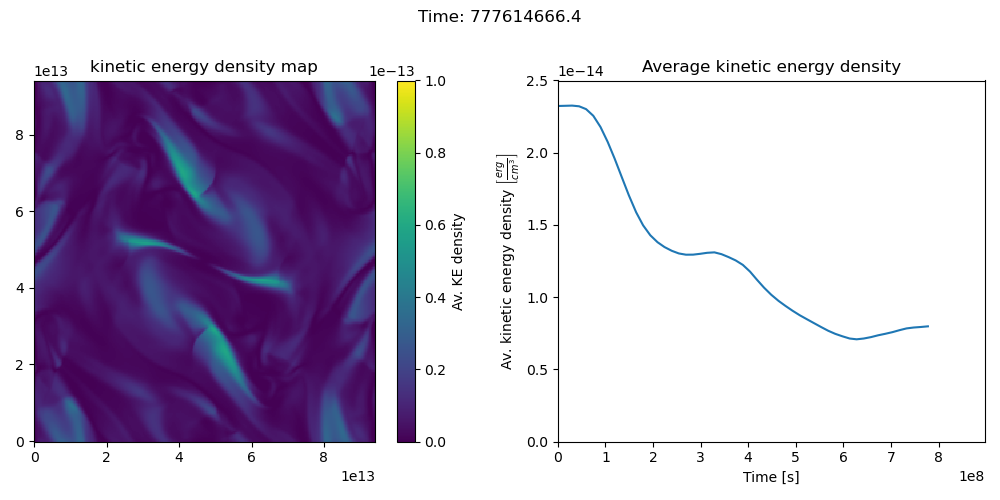 Time: 777614666.4
kinetic energy density map
1e13
8
6
4
2
0
0 2 4 6 8
1e13
1e−13
1.0
0.8
0.6
0.4
0.2
0.0
Av. KE density
Average kinetic energy density
1e−14
2.5
2.0
1.5
1.0
0.5
0.0
Av. kinetic energy density [erg/cm³]
0 1 2 3 4 5 6 7 8
Time [s]
1e8